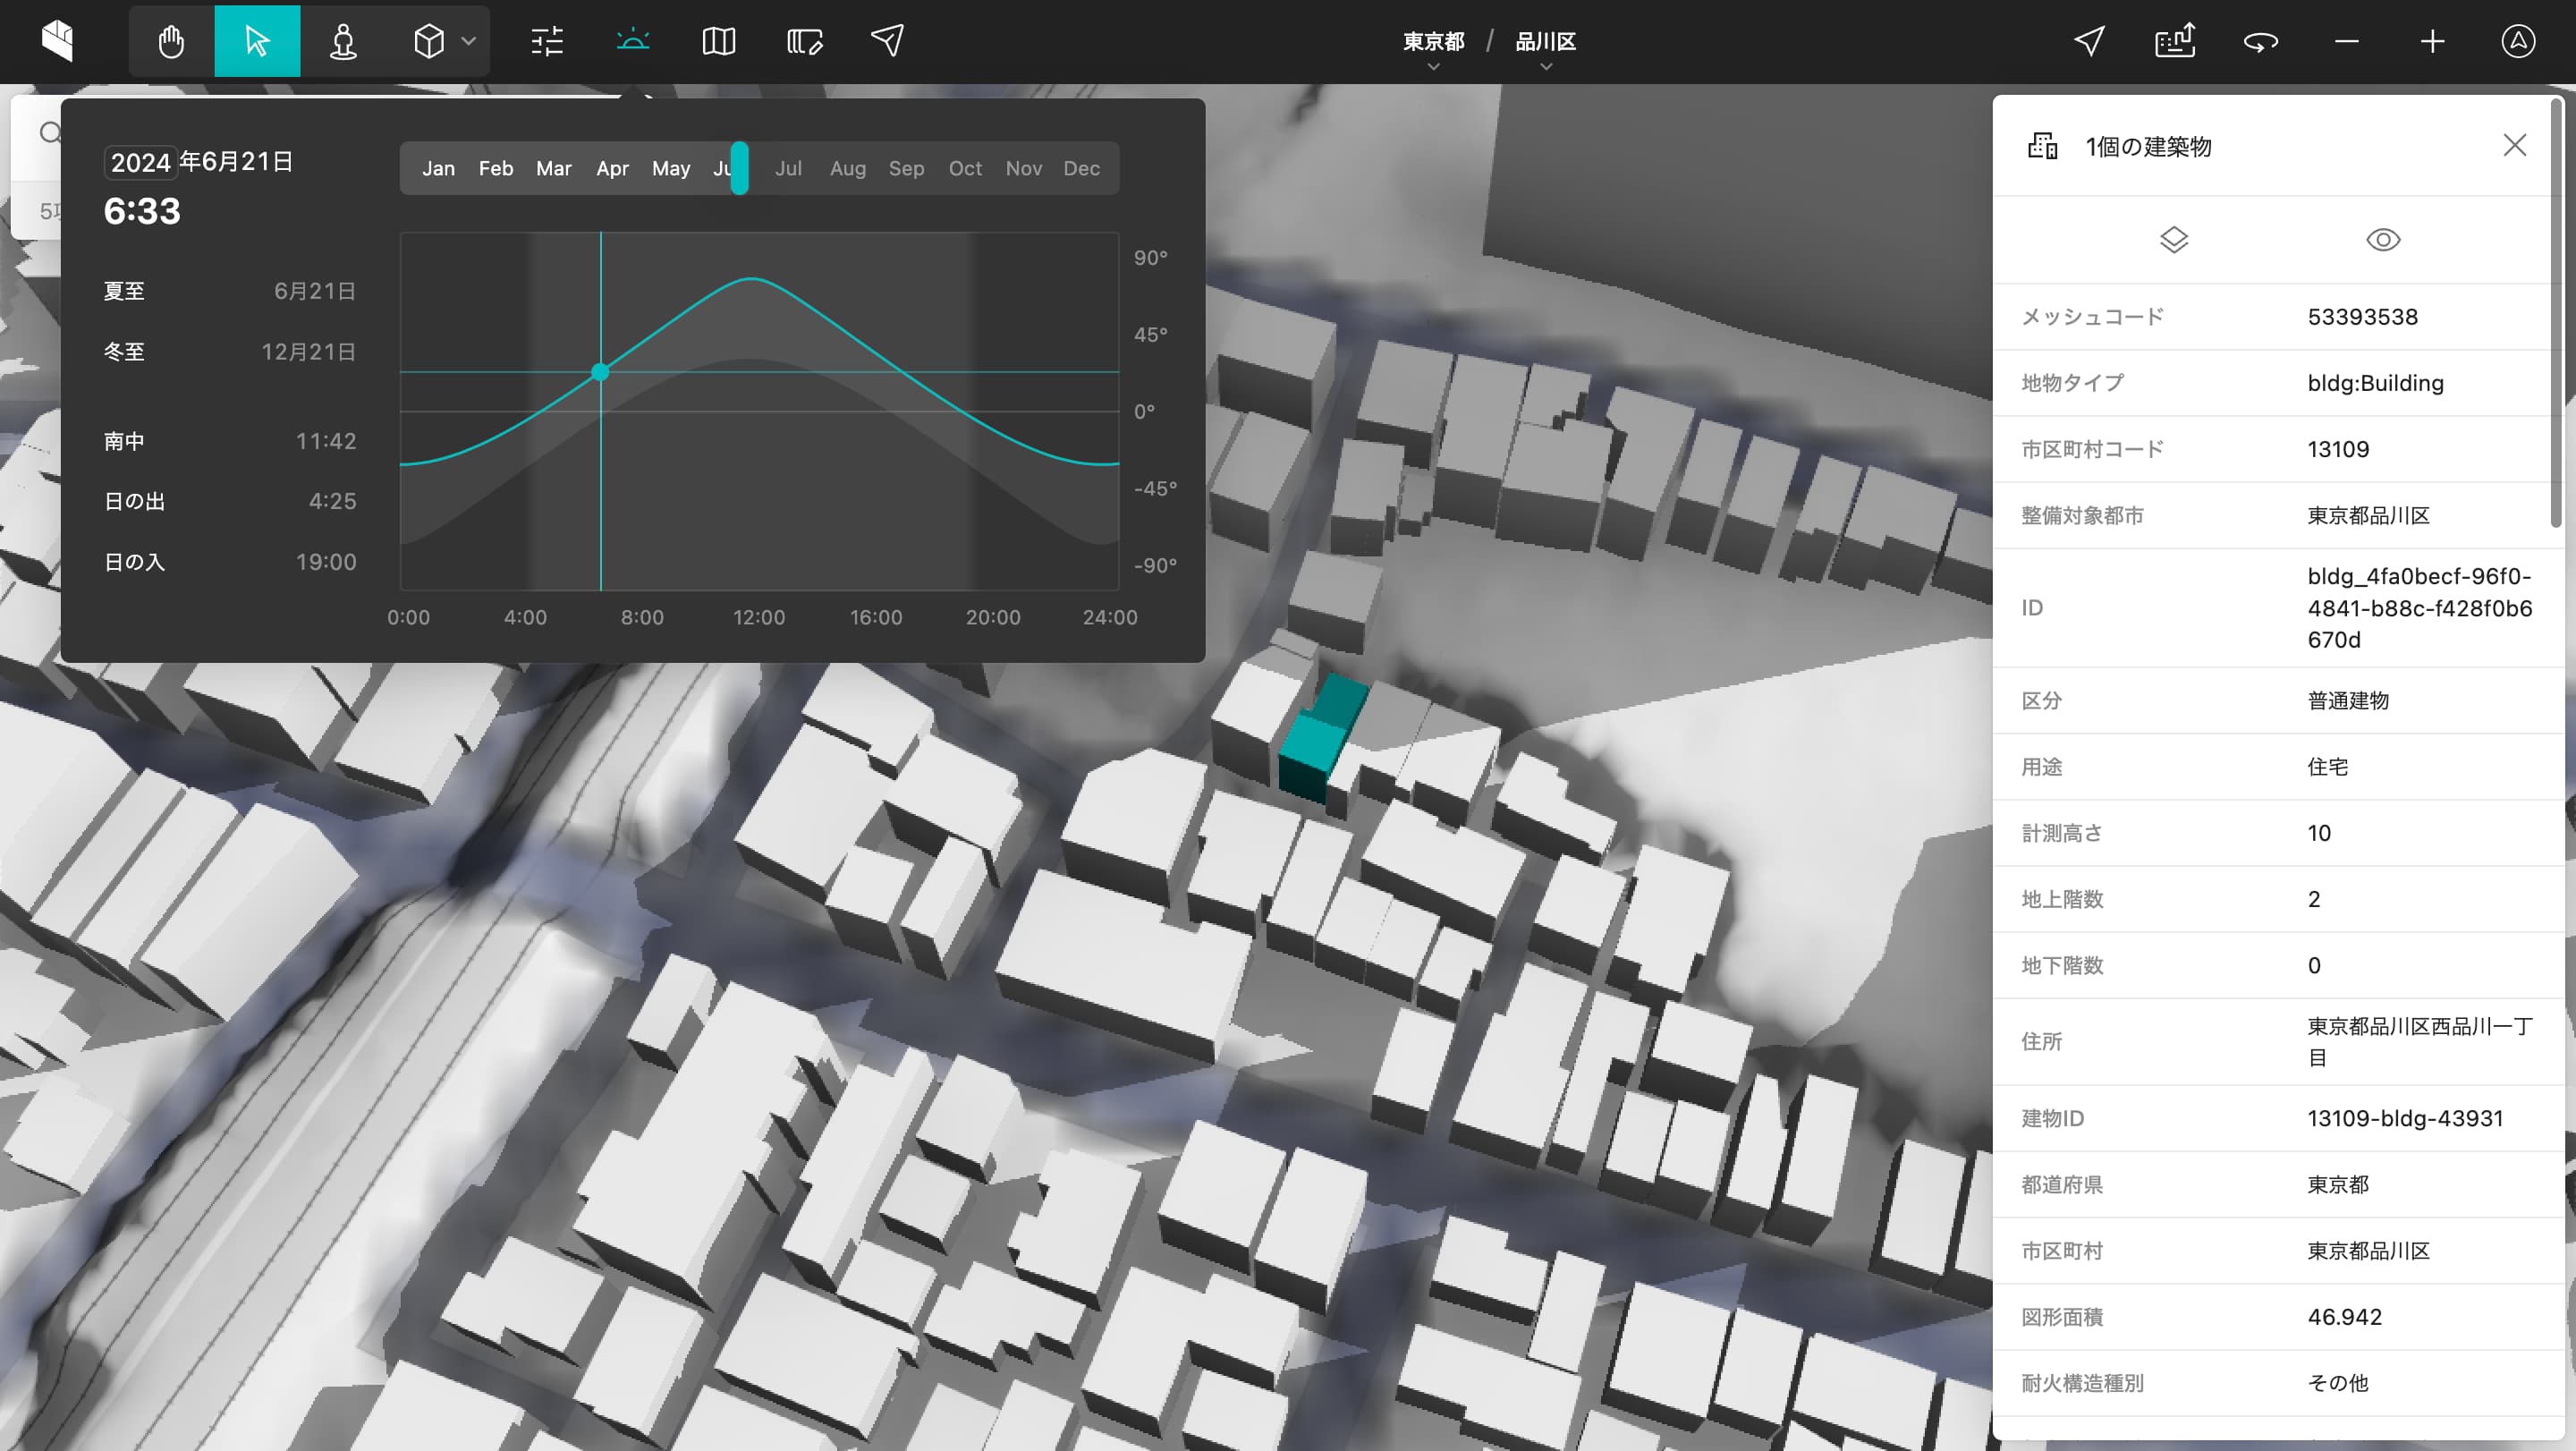 東京都 / 品川区
2024年6月21日
6:33
夏至 6月21日
冬至 12月21日
南中 11:42
日の出 4:25
日の入 19:00
Jan Feb Mar Apr May Jul Aug Sep Oct Nov Dec
90°
45°
0°
-45°
-90°
0:00 4:00 8:00 12:00 16:00 20:00 24:00
1個の建築物
メッシュコード 53393538
地物タイプ bldg:Building
市区町村コード 13109
整備対象都市 東京都品川区
ID bldg_4fa0becf-96f0-
4841-b88c-f428f0b6
670d
区分 普通建物
用途 住宅
計測高さ 10
地上階数 2
地下階数 0
住所 東京都品川区西品川一丁
目
建物ID 13109-bldg-43931
都道府県 東京都
市区町村 東京都品川区
図形面積 46.942
耐火構造種別 その他